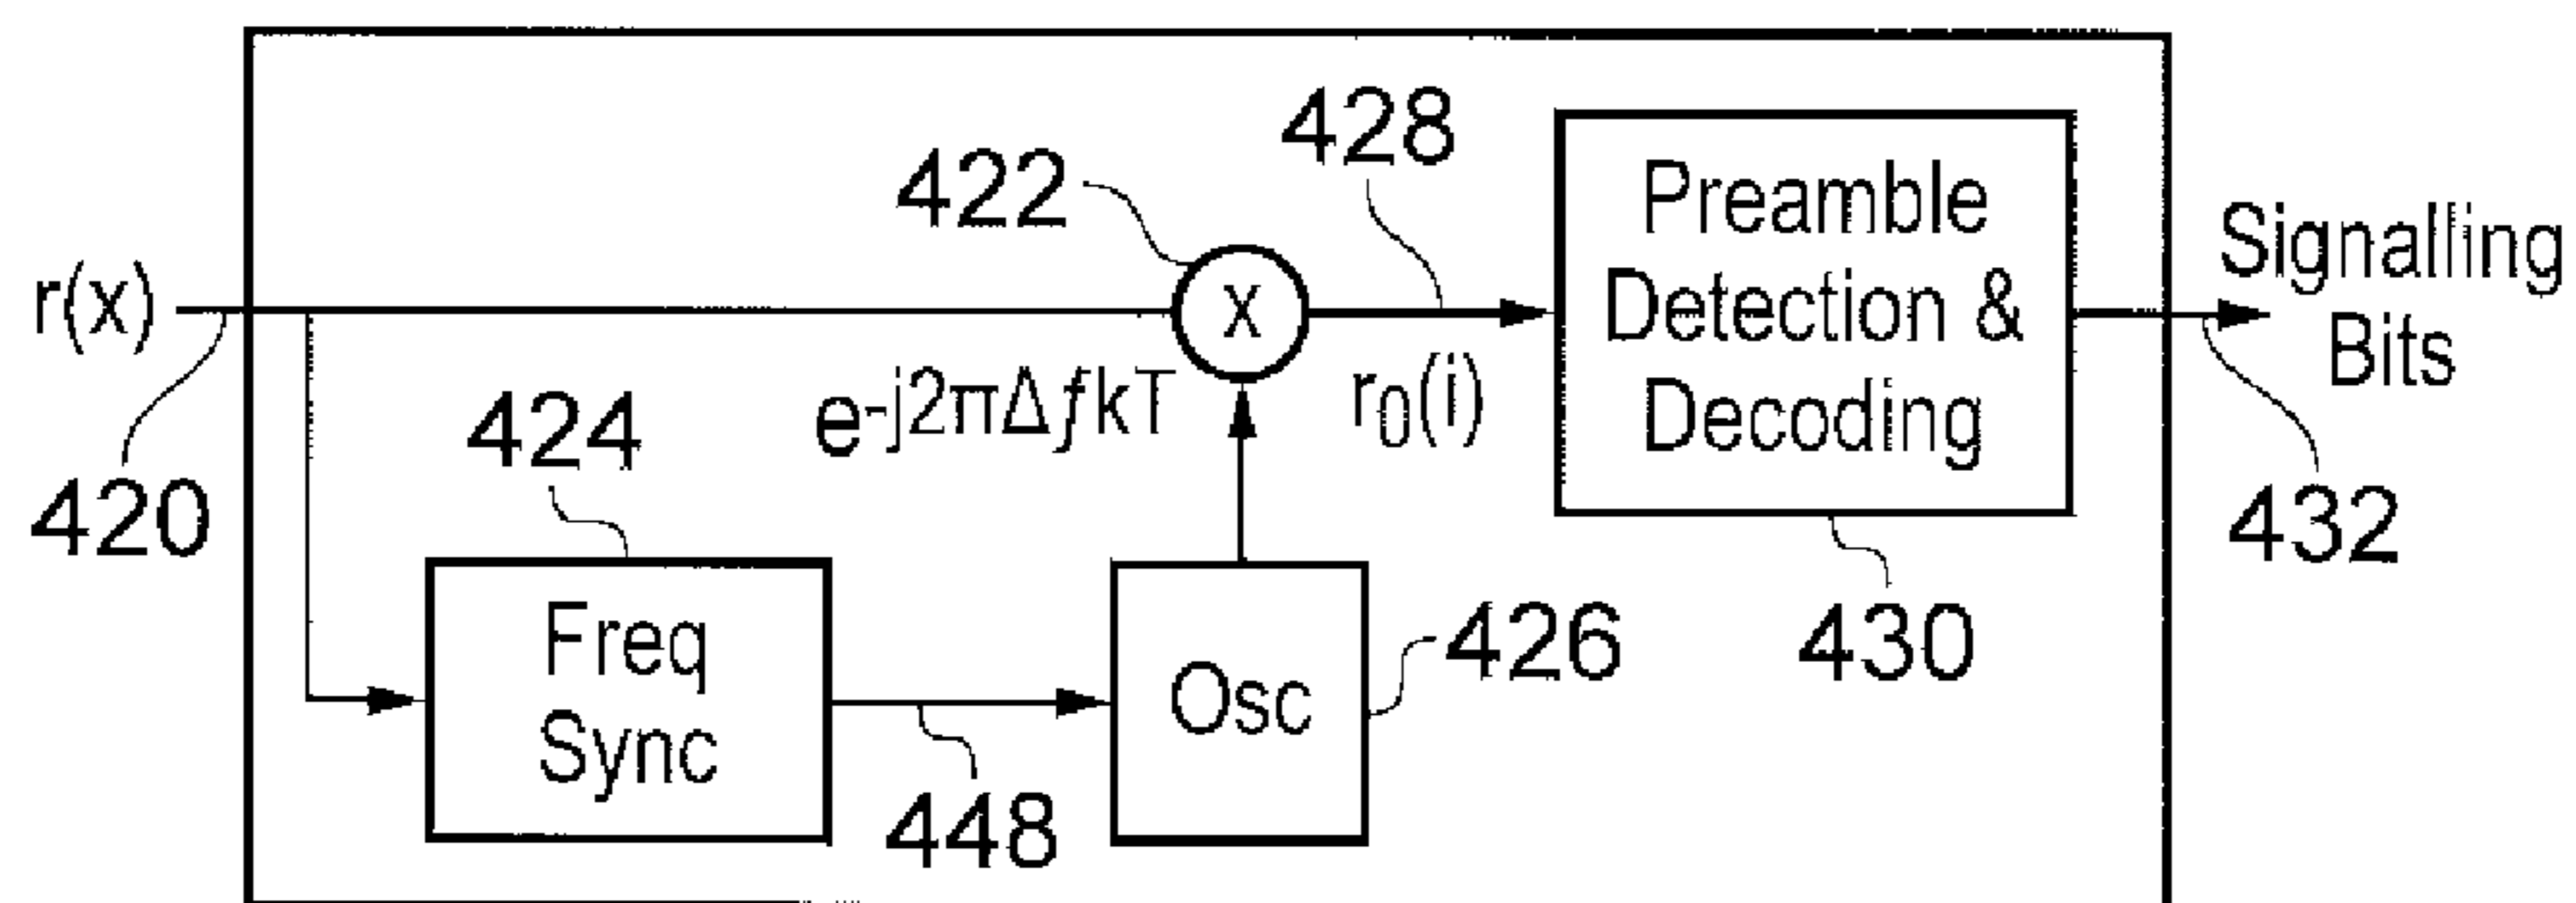 r(x)
420
422
e-j2πΔfkT
424
Freq
Sync
448
Osc
426
428
r0(i)
Preamble
Detection &
Decoding
430
Signalling
Bits
432
X